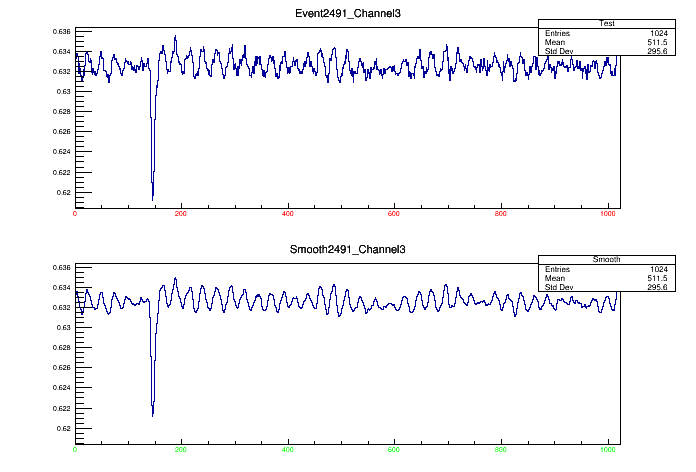 Event2491_Channel3
Test
Entries 1024
Mean 511.5
Std Dev 295.6
0.636
0.634
0.632
0.63
0.628
0.626
0.624
0.622
0.62
0 200 400 600 800 1000
Smooth2491_Channel3
Smooth
Entries 1024
Mean 511.5
Std Dev 295.6
0.636
0.634
0.632
0.63
0.628
0.626
0.624
0.622
0.62
0 200 400 600 800 1000